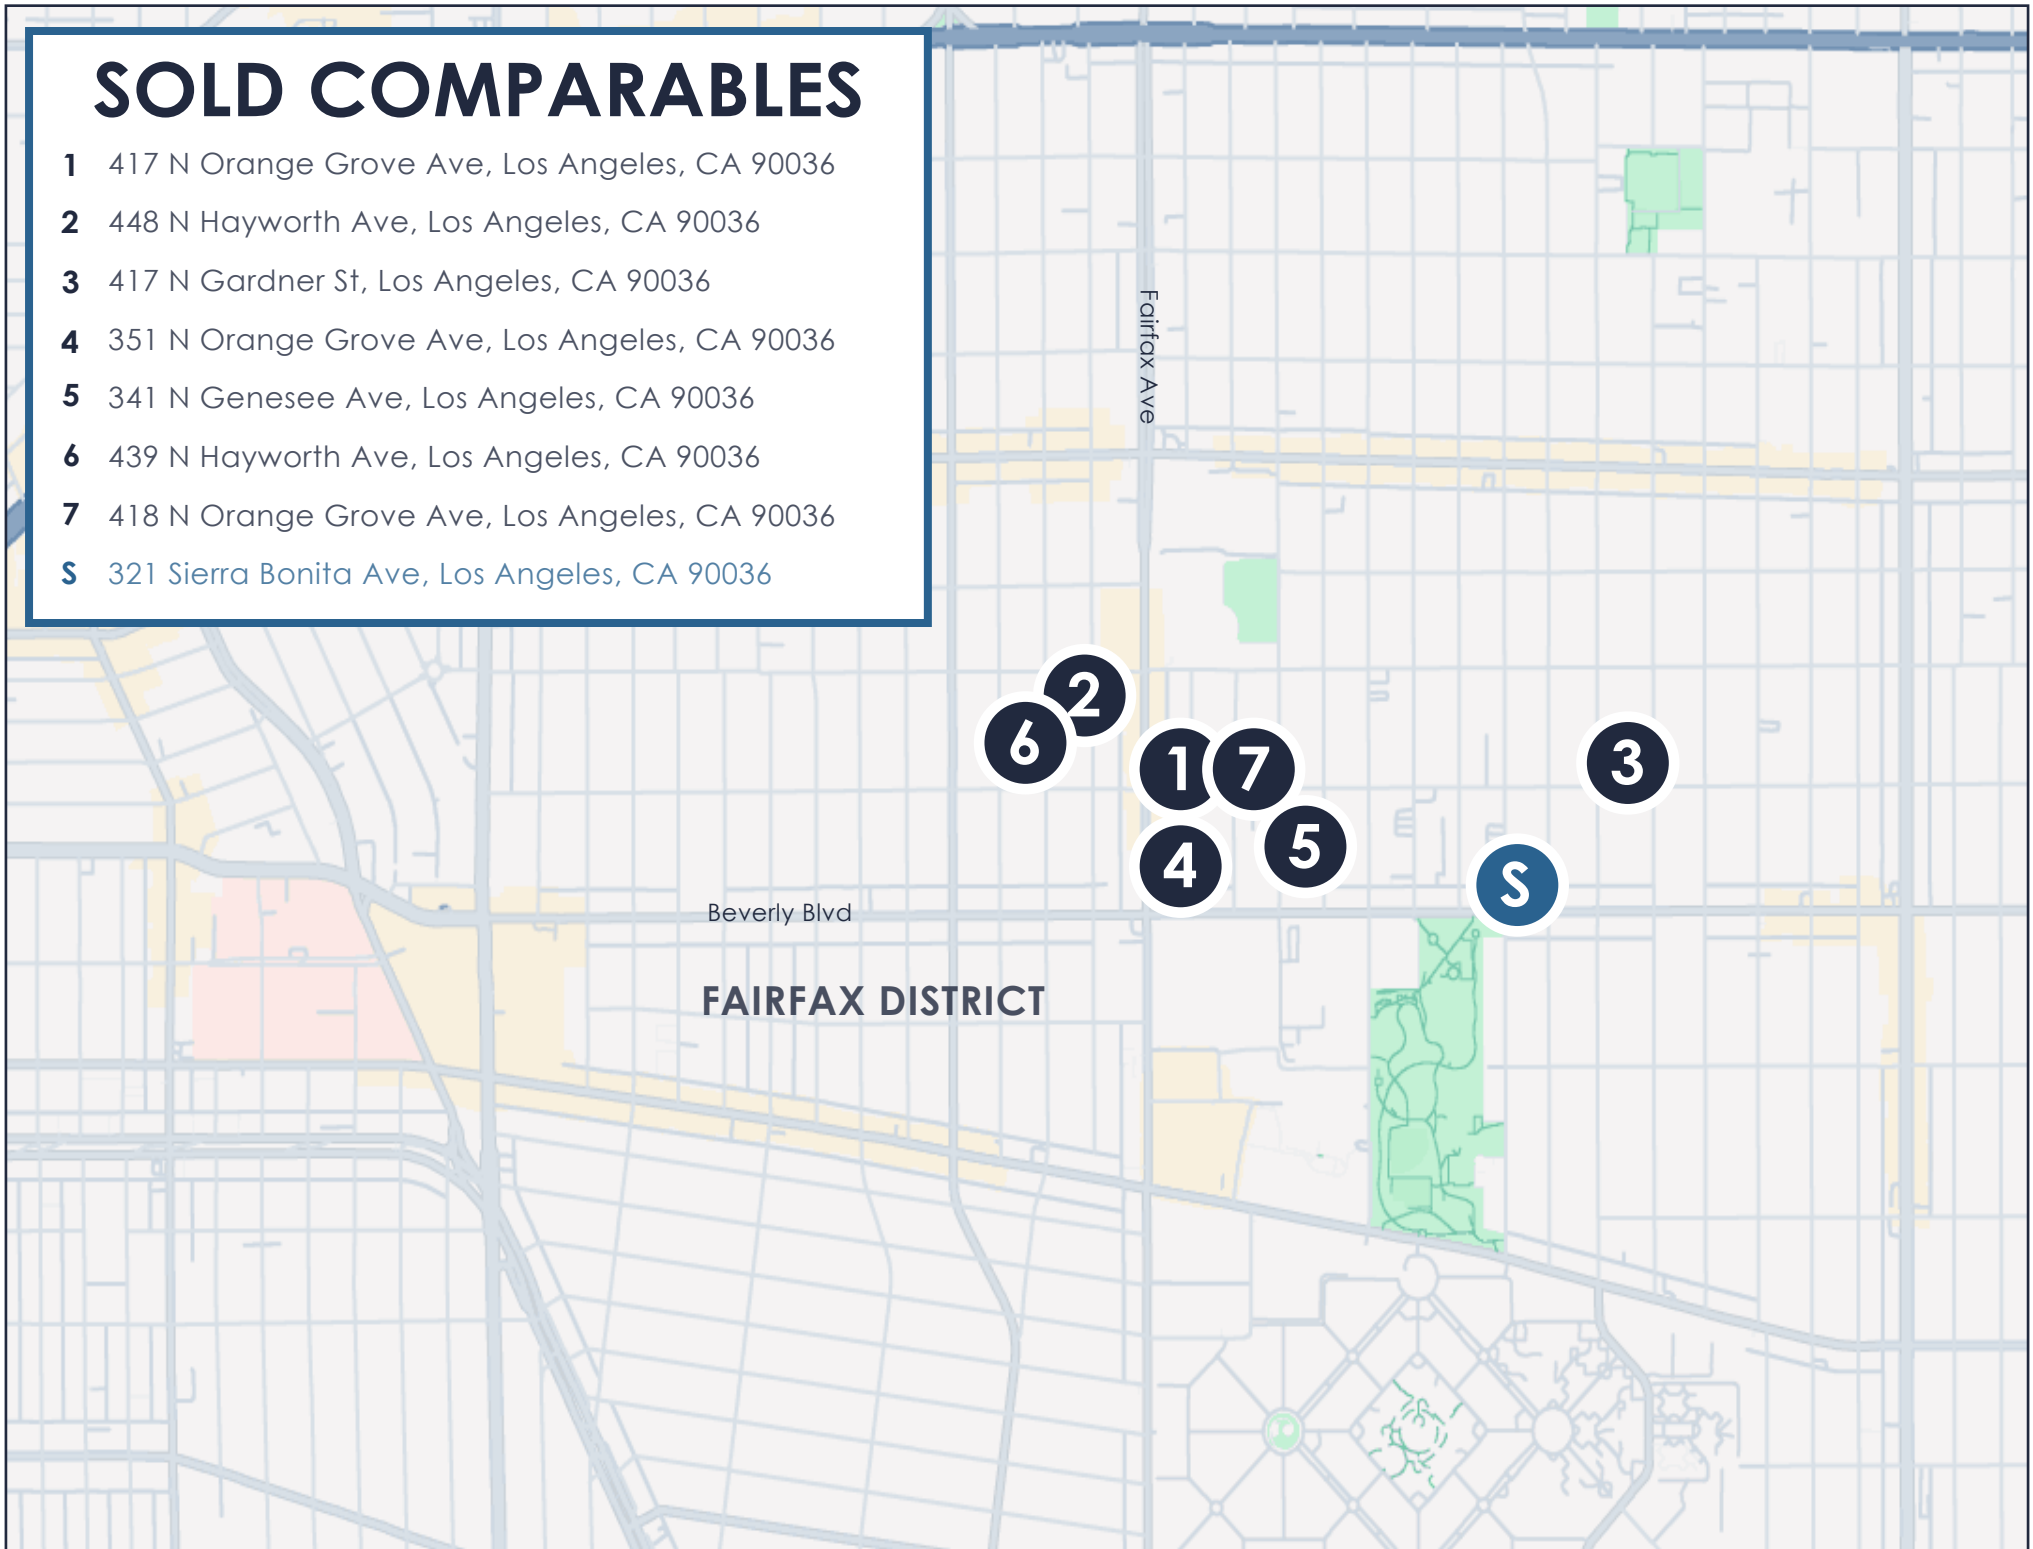 SOLD COMPARABLES
1 417 N Orange Grove Ave, Los Angeles, CA 90036
2 448 N Hayworth Ave, Los Angeles, CA 90036
3 417 N Gardner St, Los Angeles, CA 90036
4 351 N Orange Grove Ave, Los Angeles, CA 90036
5 341 N Genesee Ave, Los Angeles, CA 90036
6 439 N Hayworth Ave, Los Angeles, CA 90036
7 418 N Orange Grove Ave, Los Angeles, CA 90036
S 321 Sierra Bonita Ave, Los Angeles, CA 90036
Fairfax Ave
2
6
1
7
3
4
5
S
Beverly Blvd
FAIRFAX DISTRICT